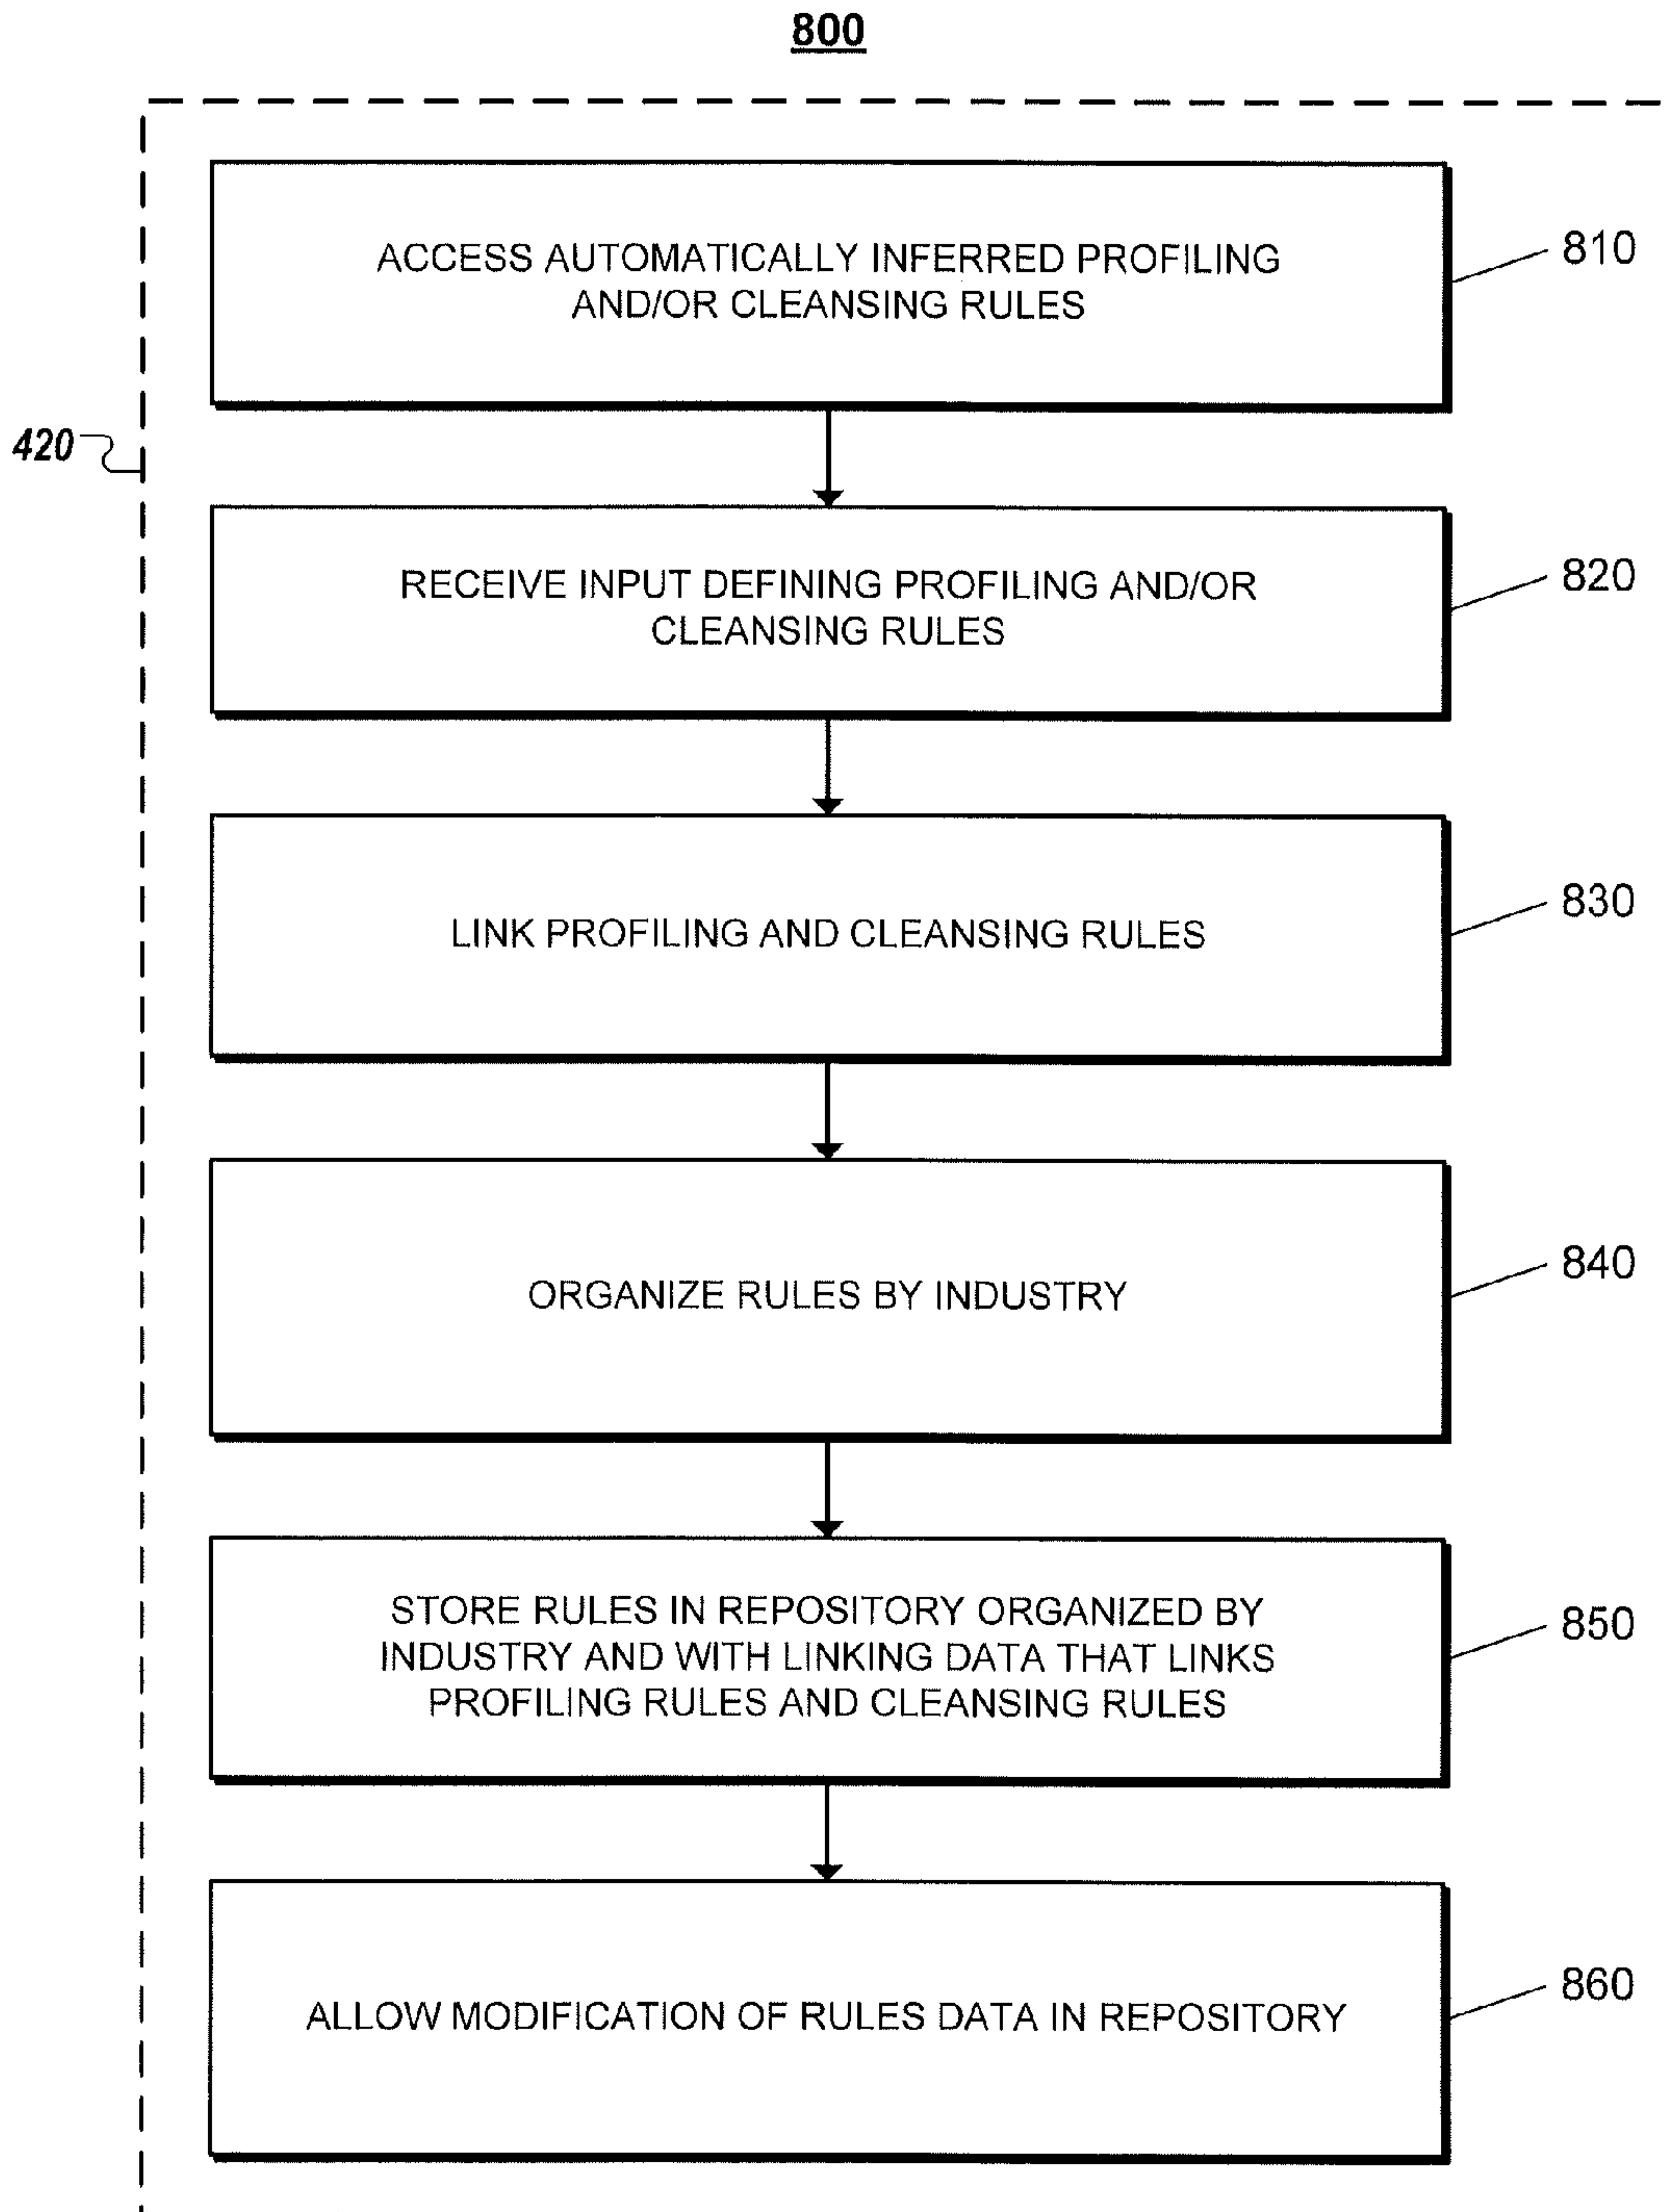 800
ACCESS AUTOMATICALLY INFERRED PROFILING
AND/OR CLEANSING RULES
810
420
RECEIVE INPUT DEFINING PROFILING AND/OR
CLEANSING RULES
820
LINK PROFILING AND CLEANSING RULES
830
ORGANIZE RULES BY INDUSTRY
840
STORE RULES IN REPOSITORY ORGANIZED BY
INDUSTRY AND WITH LINKING DATA THAT LINKS
PROFILING RULES AND CLEANSING RULES
850
ALLOW MODIFICATION OF RULES DATA IN REPOSITORY
860